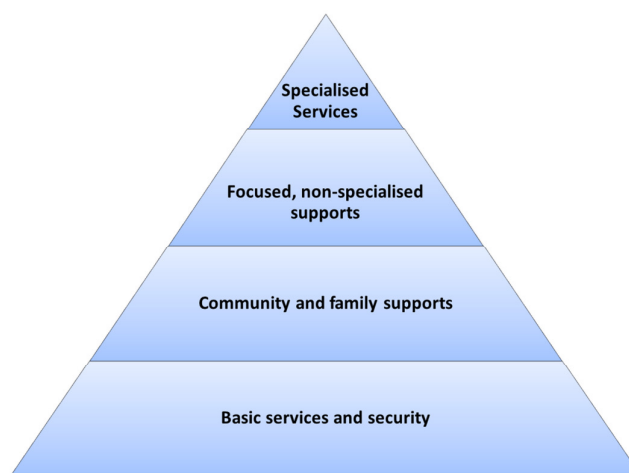 Specialised
Services
Focused, non-specialised
supports
Community and family supports
Basic services and security